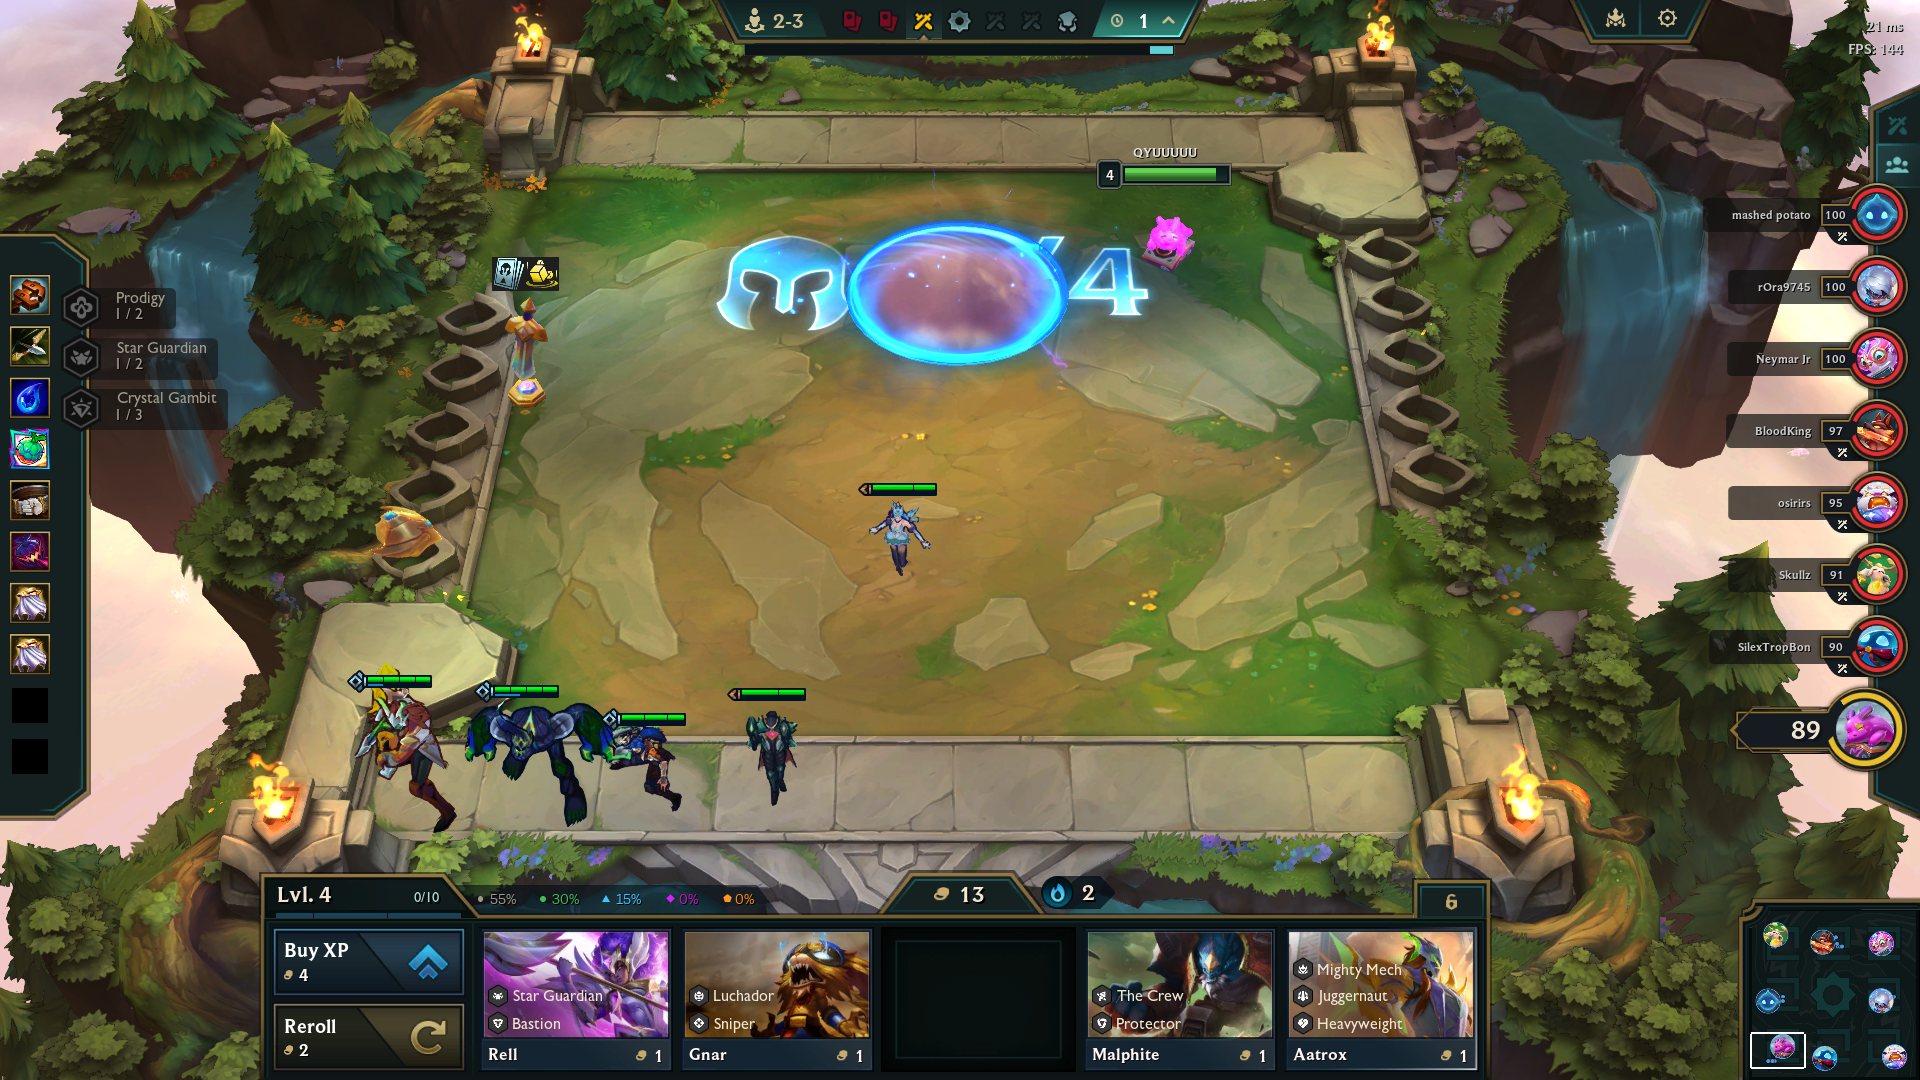 2-3
1
21 ms
FPS: 144
QYUUUUU
4
4
mashed potato 100
rOra9745 100
Neymar Jr 100
BloodKing 97
osirirs 95
Skullz 91
SilexTropBon 90
89
Prodigy
1 / 2
Star Guardian
1 / 2
Crystal Gambit
1 / 3
Lvl. 4 0/10
55% 30% 15% 0% 0%
13
2
6
Buy XP
4
Reroll
2
Star Guardian
Bastion
Rell 1
Luchador
Sniper
Gnar 1
The Crew
Protector
Malphite 1
Mighty Mech
Juggernaut
Heavyweight
Aatrox 1